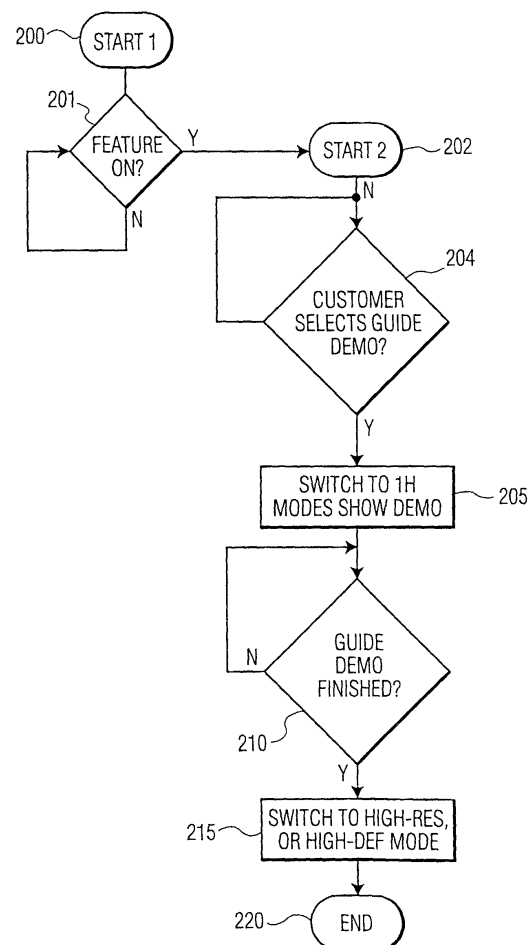 200
START 1
201
FEATURE
ON?
Y
N
START 2
202
N
204
CUSTOMER
SELECTS GUIDE
DEMO?
Y
SWITCH TO 1H
MODES SHOW DEMO
205
GUIDE
DEMO
FINISHED?
N
210
Y
215
SWITCH TO HIGH-RES,
OR HIGH-DEF MODE
220
END